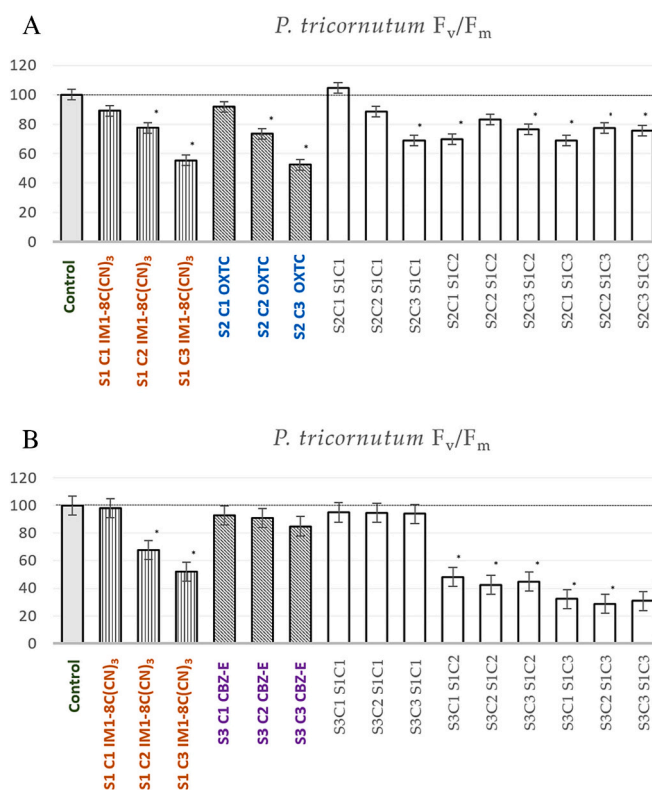 A
P. tricornutum Fv/Fm
120
100
80
60
40
20
0
*
*
*
*
*
*
*
*
*
*
Control
S1 C1 IM1-8C(CN)3
S1 C2 IM1-8C(CN)3
S1 C3 IM1-8C(CN)3
S2 C1 OXTC
S2 C2 OXTC
S2 C3 OXTC
S2C1 S1C1
S2C2 S1C1
S2C3 S1C1
S2C1 S1C2
S2C2 S1C2
S2C3 S1C2
S2C1 S1C3
S2C2 S1C3
S2C3 S1C3
B
P. tricornutum Fv/Fm
120
100
80
60
40
20
0
*
*
*
*
*
*
*
Control
S1 C1 IM1-8C(CN)3
S1 C2 IM1-8C(CN)3
S1 C3 IM1-8C(CN)3
S3 C1 CBZ-E
S3 C2 CBZ-E
S3 C3 CBZ-E
S3C1 S1C1
S3C2 S1C1
S3C3 S1C1
S3C1 S1C2
S3C2 S1C2
S3C3 S1C2
S3C1 S1C3
S3C2 S1C3
S3C3 S1C3